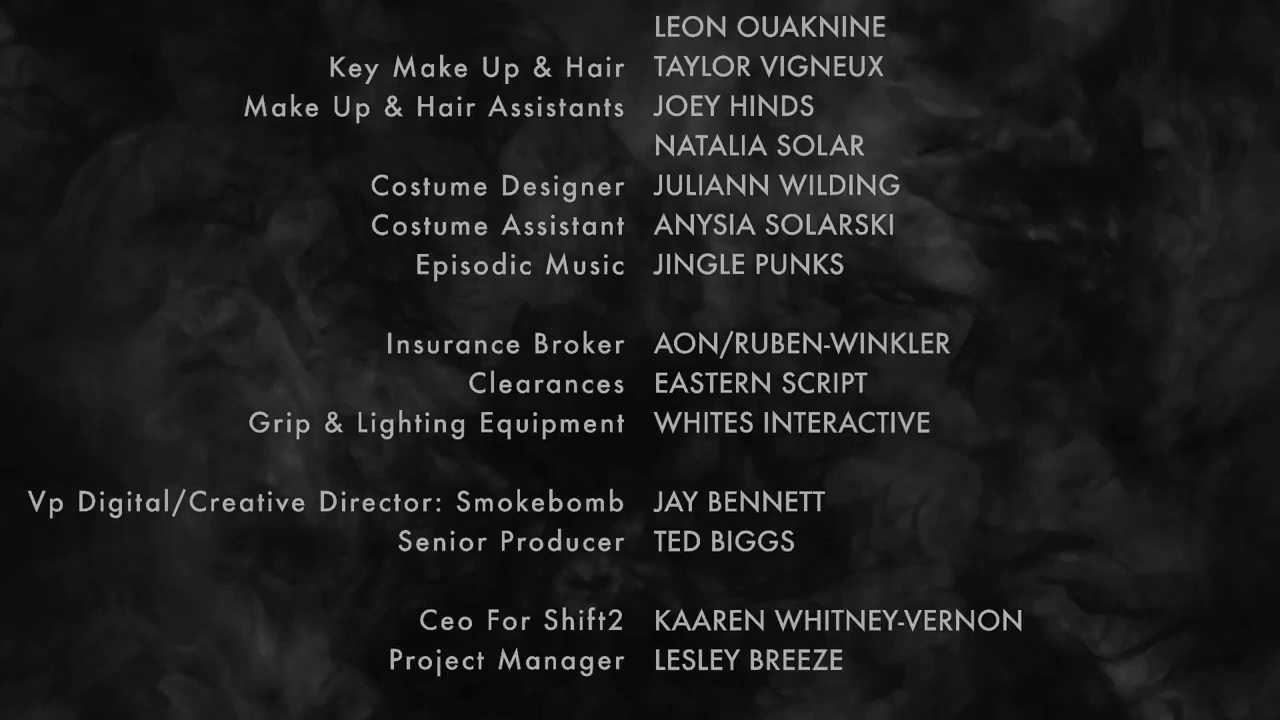 LEON OUAKNINE
Key Make Up & Hair TAYLOR VIGNEUX
Make Up & Hair Assistants JOEY HINDS
NATALIA SOLAR
Costume Designer JULIANN WILDING
Costume Assistant ANYSIA SOLARSKI
Episodic Music JINGLE PUNKS
Insurance Broker AON/RUBEN-WINKLER
Clearances EASTERN SCRIPT
Grip & Lighting Equipment WHITES INTERACTIVE
Vp Digital/Creative Director: Smokebomb JAY BENNETT
Senior Producer TED BIGGS
Ceo For Shift2 KAAREN WHITNEY-VERNON
Project Manager LESLEY BREEZE